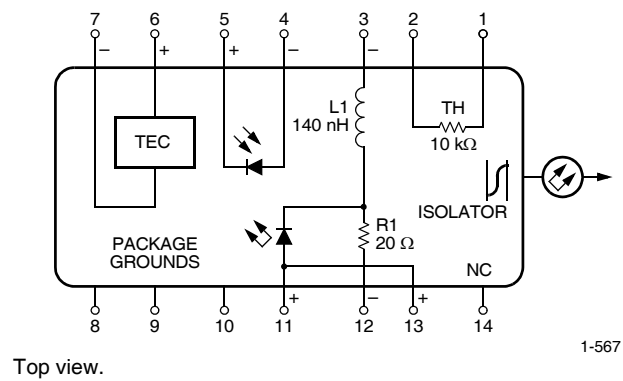 7 6 5 4 3 2 1
− + + − −
L1
140 nH
TH
10 kΩ
TEC
ISOLATOR
R1
20 Ω
PACKAGE
GROUNDS
NC
+ − +
8 9 10 11 12 13 14
1-567
Top view.